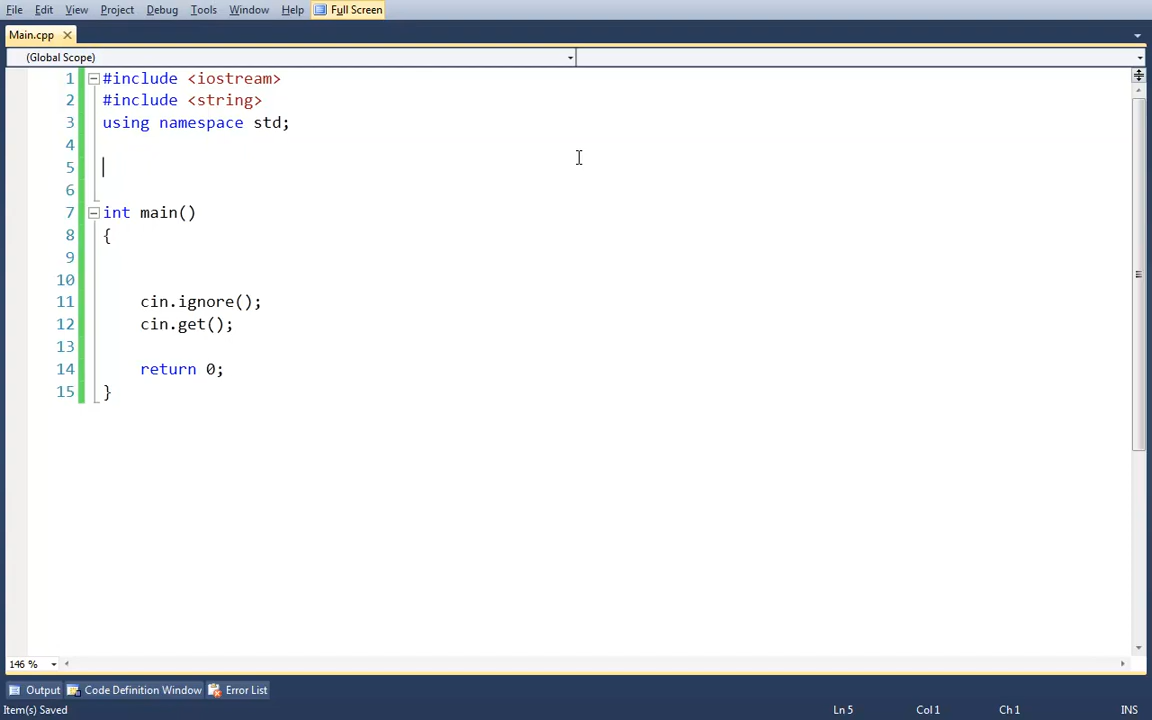 File Edit View Project Debug Tools Window Help Full Screen
Main.cpp
(Global Scope)
1 #include <iostream>
2 #include <string>
3 using namespace std;
4
5
6
7 int main()
8 {
9
10
11 cin.ignore();
12 cin.get();
13
14 return 0;
15 }
146 %
Output Code Definition Window Error List
Item(s) Saved Ln 5 Col 1 Ch 1 INS